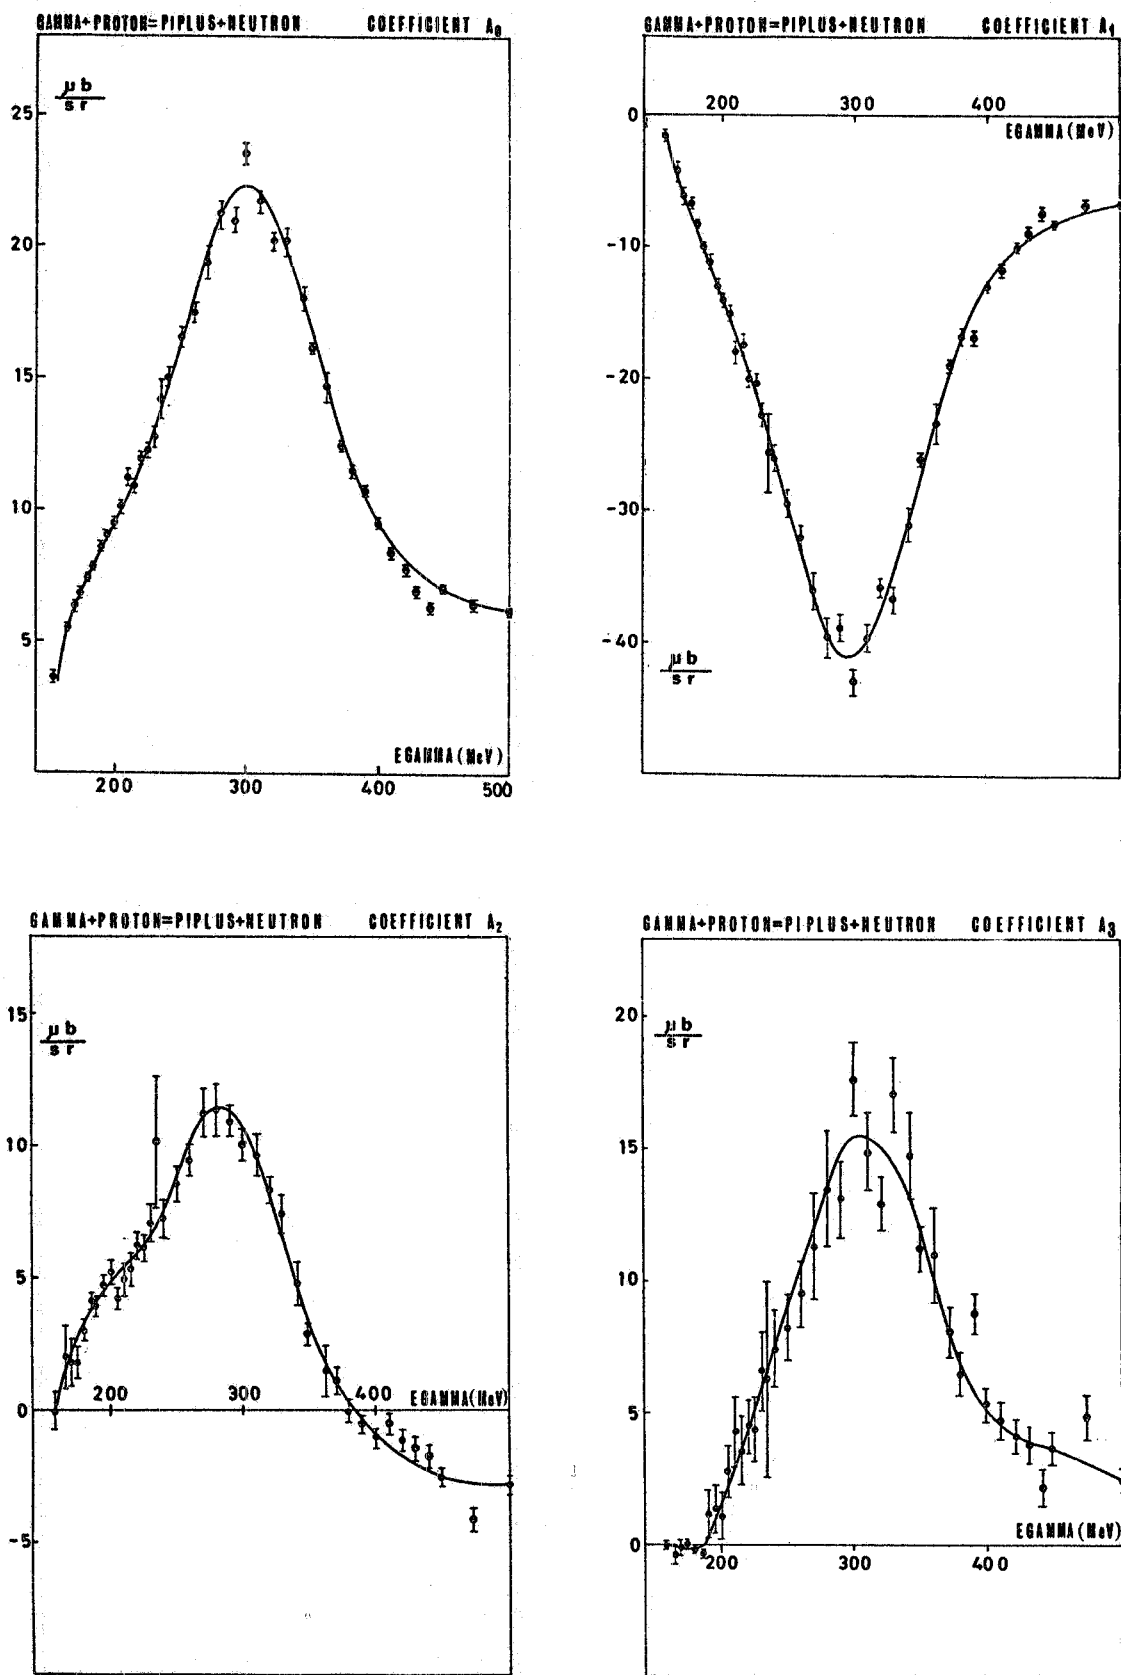 GAMMA+PROTON=PIPLUS+NEUTRON COEFFICIENT A₀
μb
sr
25
20
15
10
5
EGAMMA(MeV)
200 300 400 500
GAMMA+PROTON=PIPLUS+NEUTRON COEFFICIENT A₁
200 300 400
0
EGAMMA(MeV)
-10
-20
-30
-40
μb
sr
GAMMA+PROTON=PIPLUS+NEUTRON COEFFICIENT A₂
15
μb
sr
10
5
200 300 400
EGAMMA(MeV)
0
-5
GAMMA+PROTON=PIPLUS+NEUTRON COEFFICIENT A₃
20
μb
sr
15
10
5
EGAMMA(MeV)
0
200 300 400